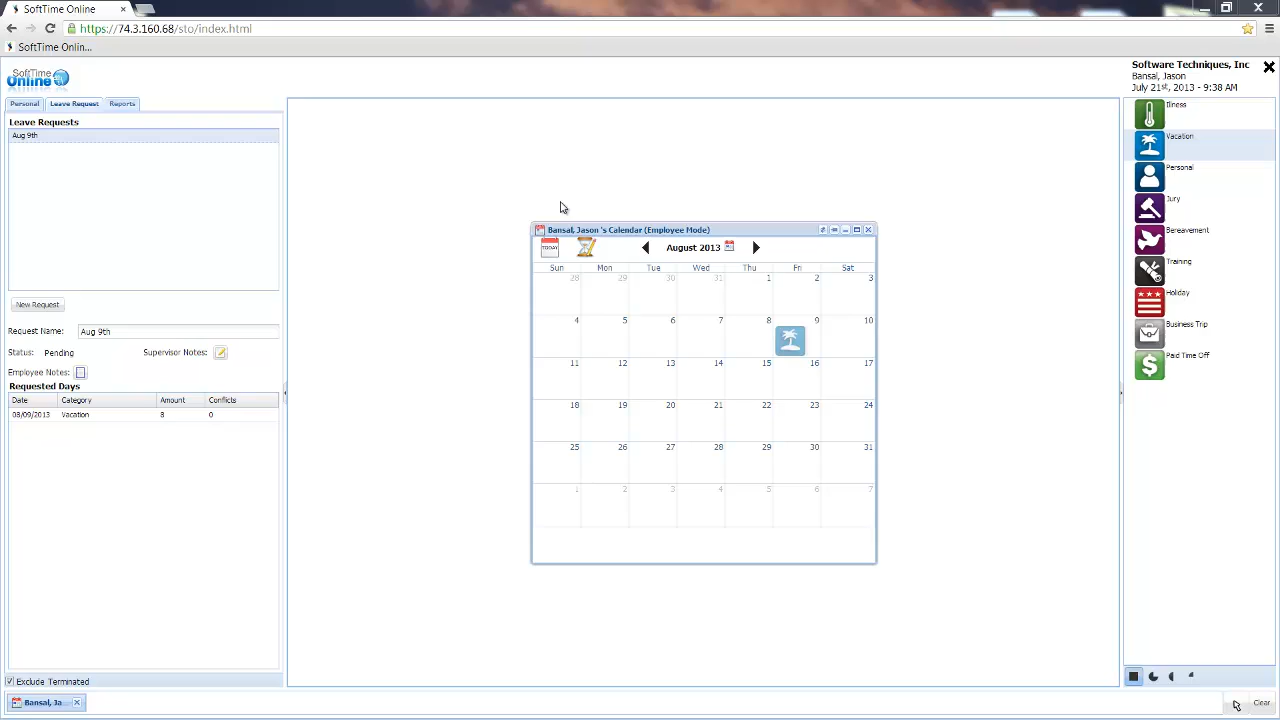 SoftTime Online
https://74.3.160.68/sto/index.html
SoftTime Onlin...
SoftTime
Online
Software Techniques, Inc
Bansal, Jason
July 21st, 2013 - 9:38 AM
Personal
Leave Request
Reports
Leave Requests
Aug 9th
New Request
Request Name:
Aug 9th
Status:
Pending
Supervisor Notes:
Employee Notes:
Requested Days
Date Category Amount Conflicts
08/09/2013 Vacation 8 0
Exclude Terminated
Bansal, Ja...
Bansal, Jason 's Calendar (Employee Mode)
TODAY
August 2013
Sun Mon Tue Wed Thu Fri Sat
28 29 30 31 1 2 3
4 5 6 7 8 9 10
11 12 13 14 15 16 17
18 19 20 21 22 23 24
25 26 27 28 29 30 31
1 2 3 4 5 6 7
Illness
Vacation
Personal
Jury
Bereavement
Training
Holiday
Business Trip
Paid Time Off
Clear